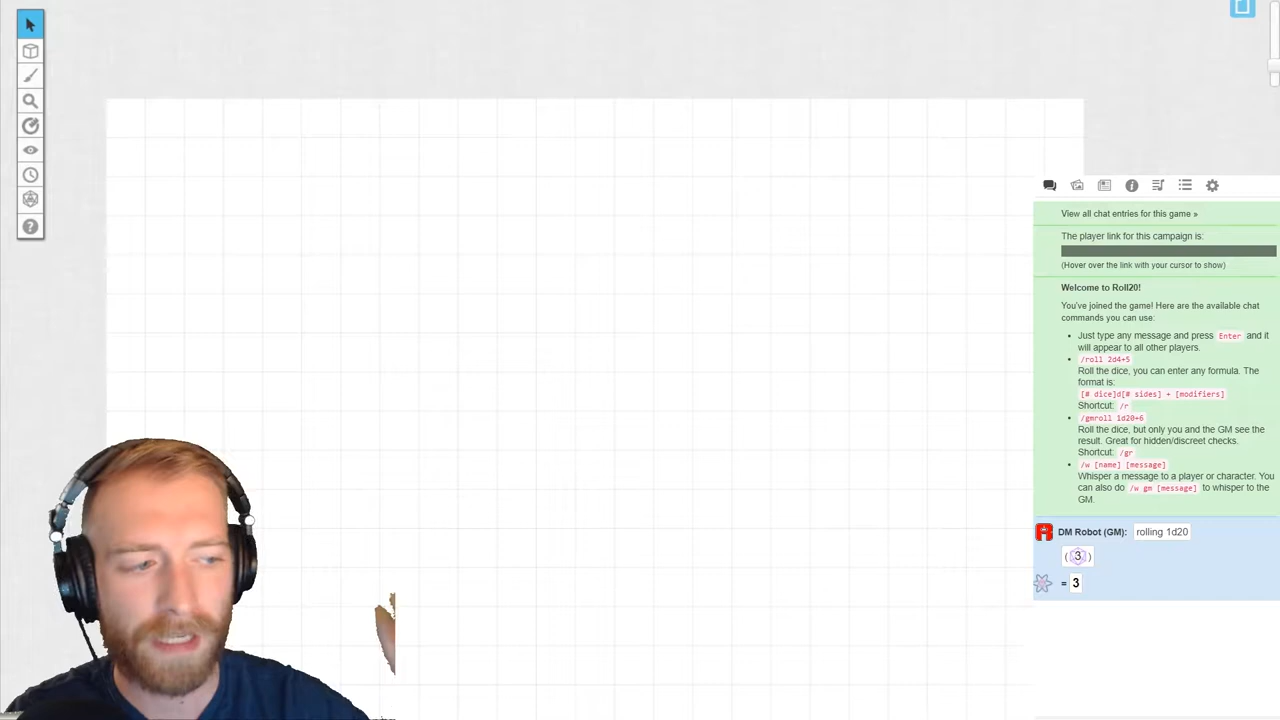 View all chat entries for this game »
The player link for this campaign is:
(Hover over the link with your cursor to show)
Welcome to Roll20!
You've joined the game! Here are the available chat
commands you can use:
Just type any message and press Enter and it
will appear to all other players.
/roll 2d4+5
Roll the dice, you can enter any formula. The
format is:
[# dice]d[# sides] + [modifiers]
Shortcut: /r
/gmroll 1d20+6
Roll the dice, but only you and the GM see the
result. Great for hidden/discreet checks.
Shortcut: /gr
/w [name] [message]
Whisper a message to a player or character. You
can also do /w gm [message] to whisper to the
GM.
DM Robot (GM): rolling 1d20
(3)
= 3